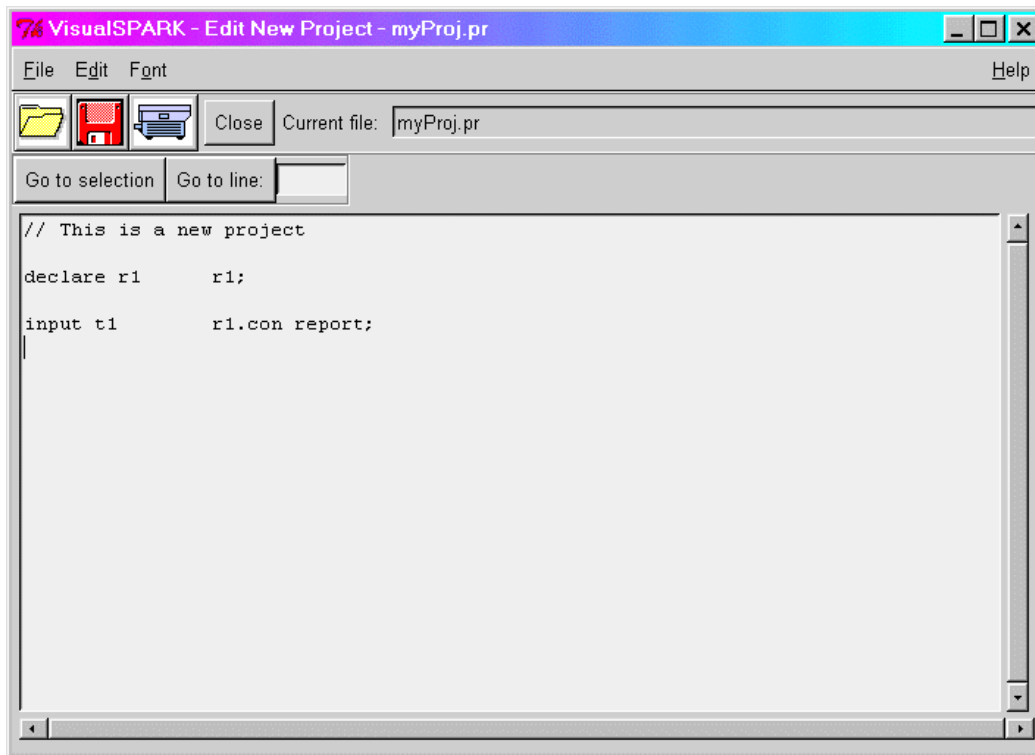 VisualSPARK - Edit New Project - myProj.pr
File Edit Font Help
Close Current file: myProj.pr
Go to selection Go to line:
// This is a new project
declare r1 r1;
input t1 r1.con report;